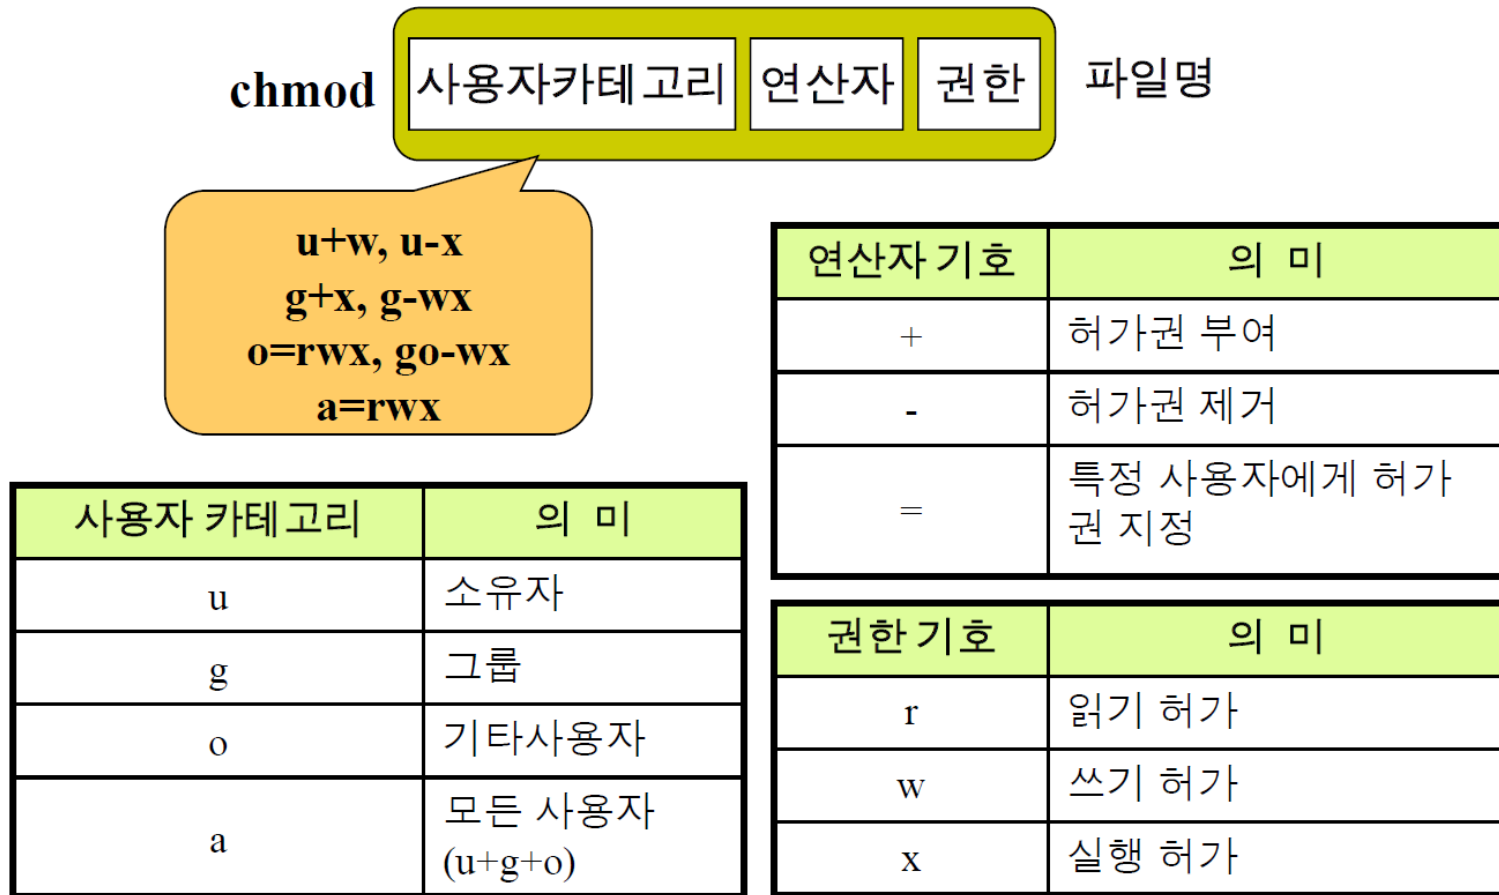 chmod 사용자카테고리 연산자 권한 파일명
u+w, u-x
g+x, g-wx
o=rwx, go-wx
a=rwx
사용자 카테고리 의 미
u 소유자
g 그룹
o 기타사용자
a 모든 사용자
(u+g+o)
연산자 기호 의 미
+ 허가권 부여
- 허가권 제거
= 특정 사용자에게 허가
권 지정
권한 기호 의 미
r 읽기 허가
w 쓰기 허가
x 실행 허가